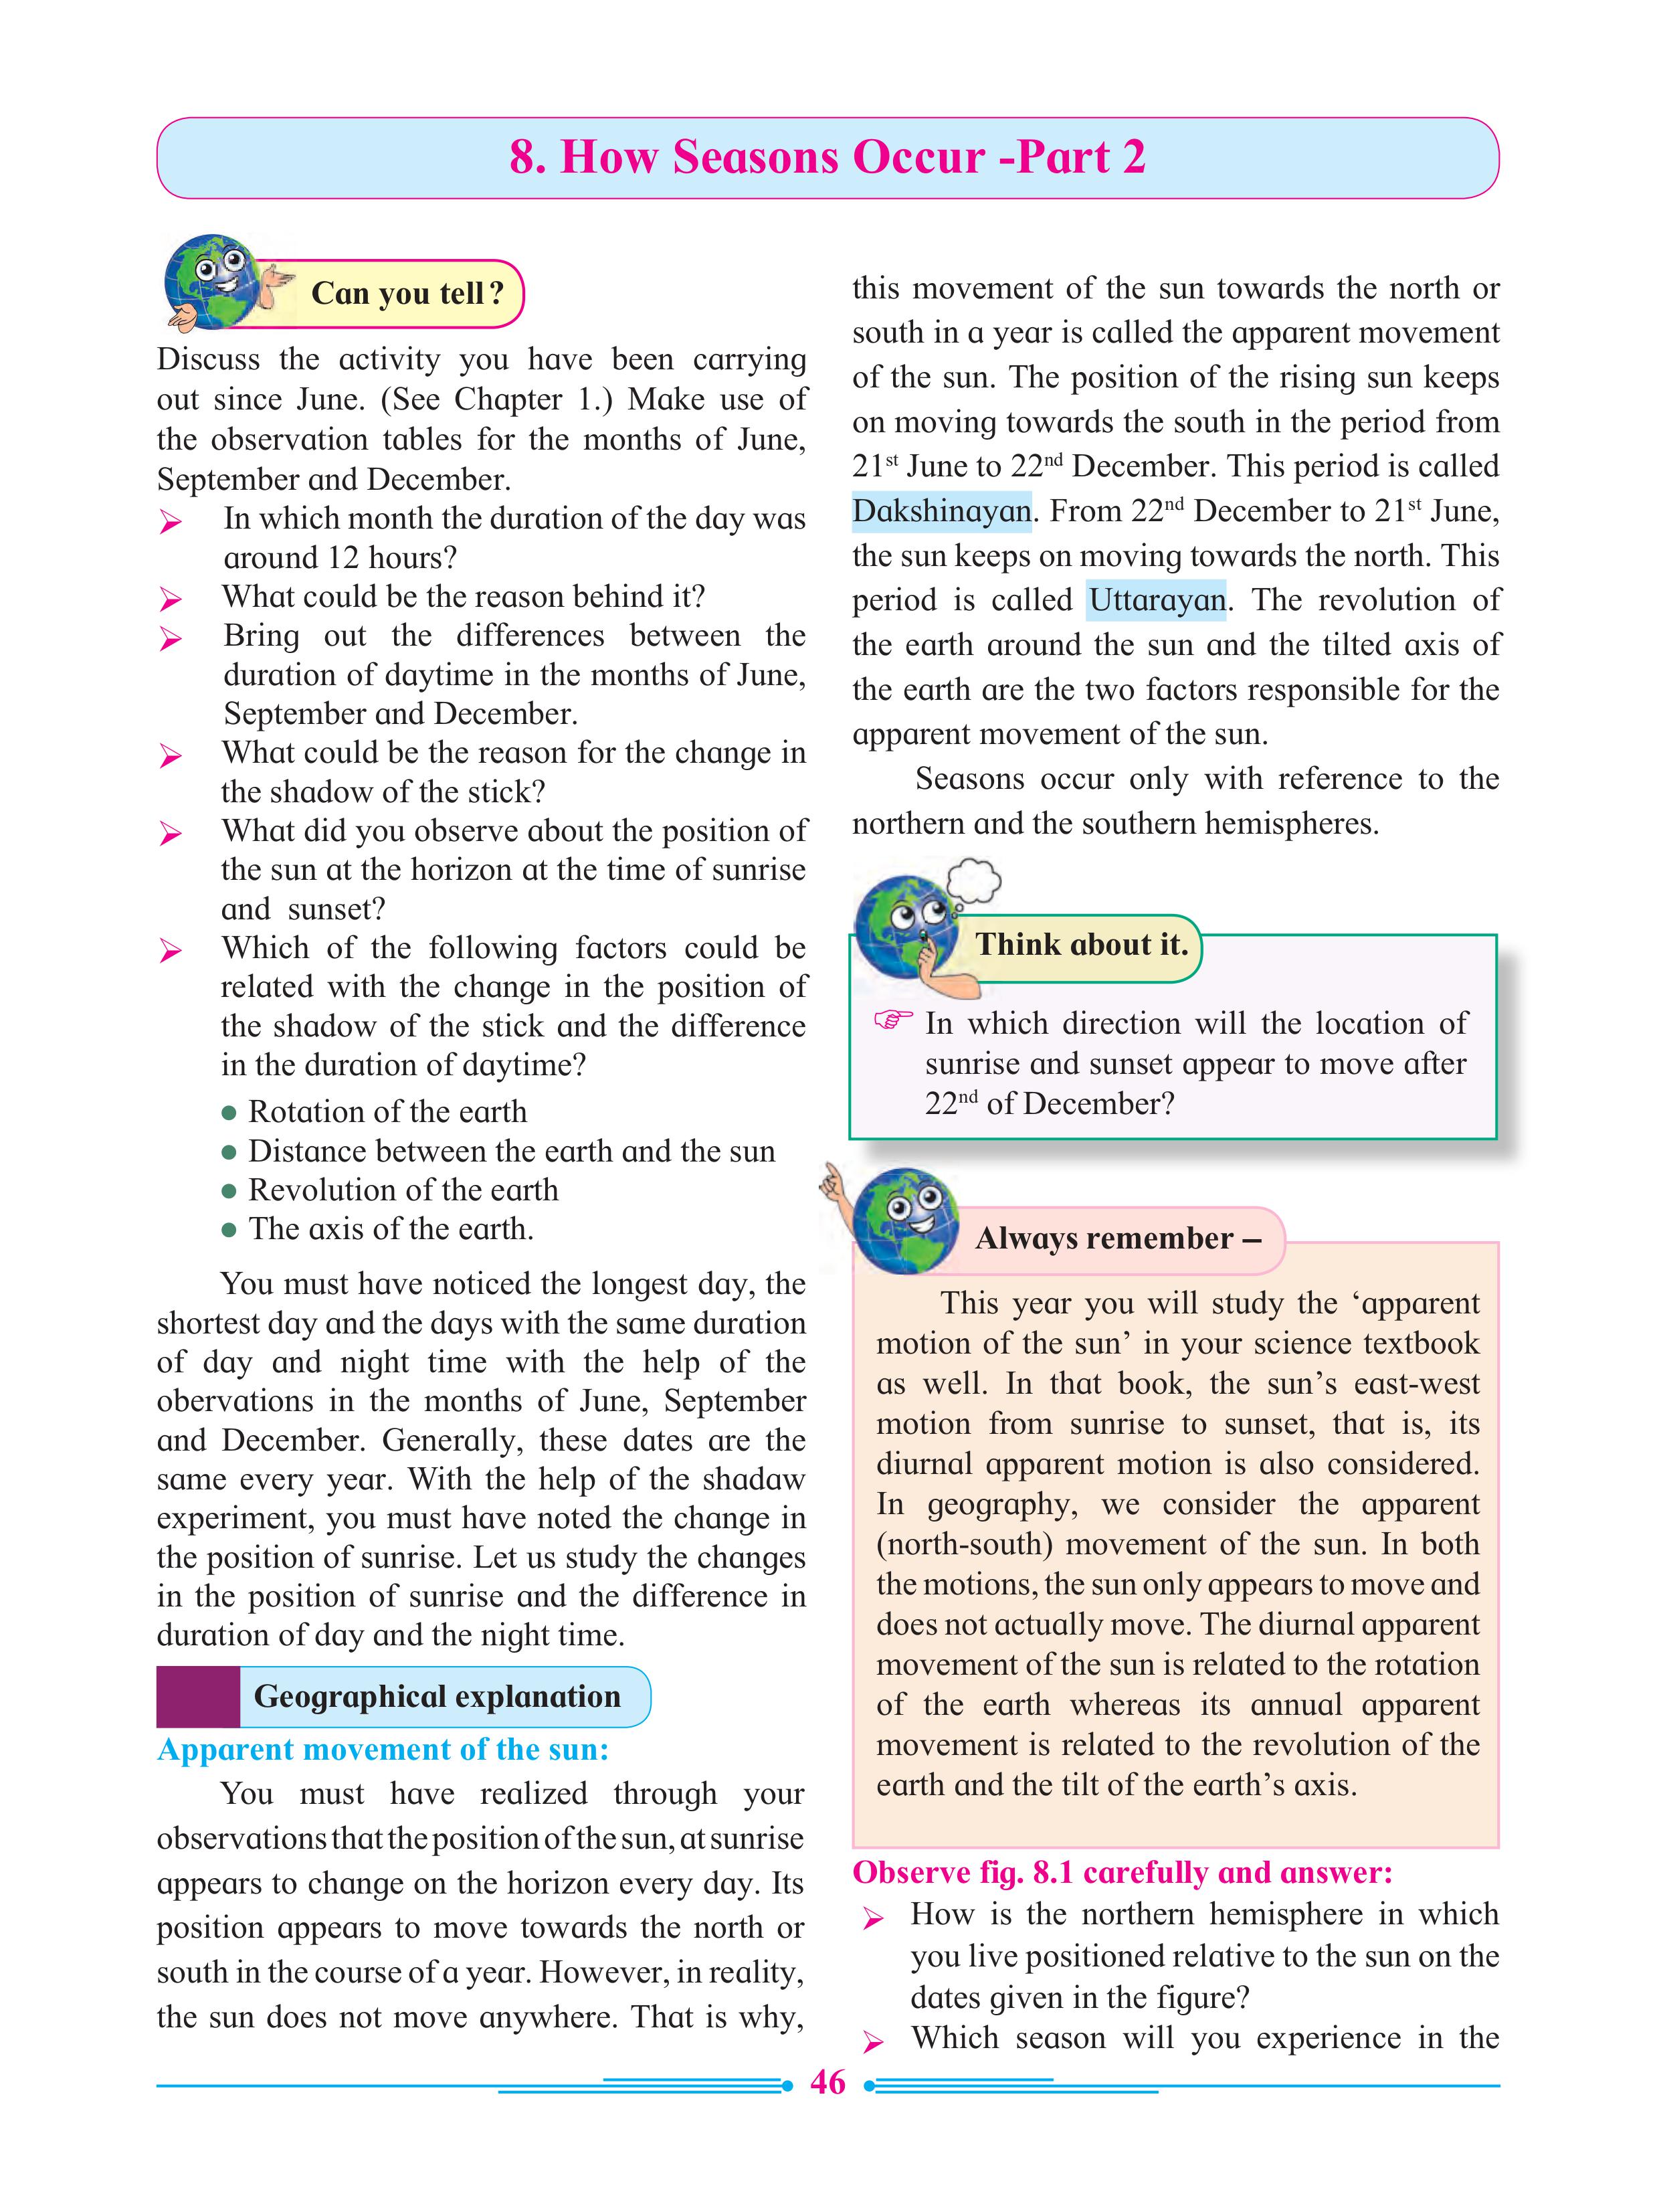 8. How Seasons Occur -Part 2
Can you tell?
Discuss the activity you have been carrying
out since June. (See Chapter 1.) Make use of
the observation tables for the months of June,
September and December.
In which month the duration of the day was
around 12 hours?
What could be the reason behind it?
Bring out the differences between the
duration of daytime in the months of June,
September and December.
What could be the reason for the change in
the shadow of the stick?
What did you observe about the position of
the sun at the horizon at the time of sunrise
and sunset?
Which of the following factors could be
related with the change in the position of
the shadow of the stick and the difference
in the duration of daytime?
● Rotation of the earth
● Distance between the earth and the sun
● Revolution of the earth
● The axis of the earth.
You must have noticed the longest day, the
shortest day and the days with the same duration
of day and night time with the help of the
obervations in the months of June, September
and December. Generally, these dates are the
same every year. With the help of the shadaw
experiment, you must have noted the change in
the position of sunrise. Let us study the changes
in the position of sunrise and the difference in
duration of day and the night time.
Geographical explanation
Apparent movement of the sun:
You must have realized through your
observations that the position of the sun, at sunrise
appears to change on the horizon every day. Its
position appears to move towards the north or
south in the course of a year. However, in reality,
the sun does not move anywhere. That is why,
this movement of the sun towards the north or
south in a year is called the apparent movement
of the sun. The position of the rising sun keeps
on moving towards the south in the period from
21st June to 22nd December. This period is called
Dakshinayan. From 22nd December to 21st June,
the sun keeps on moving towards the north. This
period is called Uttarayan. The revolution of
the earth around the sun and the tilted axis of
the earth are the two factors responsible for the
apparent movement of the sun.
Seasons occur only with reference to the
northern and the southern hemispheres.
Think about it.
In which direction will the location of
sunrise and sunset appear to move after
22nd of December?
Always remember –
This year you will study the ‘apparent
motion of the sun’ in your science textbook
as well. In that book, the sun’s east-west
motion from sunrise to sunset, that is, its
diurnal apparent motion is also considered.
In geography, we consider the apparent
(north-south) movement of the sun. In both
the motions, the sun only appears to move and
does not actually move. The diurnal apparent
movement of the sun is related to the rotation
of the earth whereas its annual apparent
movement is related to the revolution of the
earth and the tilt of the earth’s axis.
Observe fig. 8.1 carefully and answer:
How is the northern hemisphere in which
you live positioned relative to the sun on the
dates given in the figure?
Which season will you experience in the
46